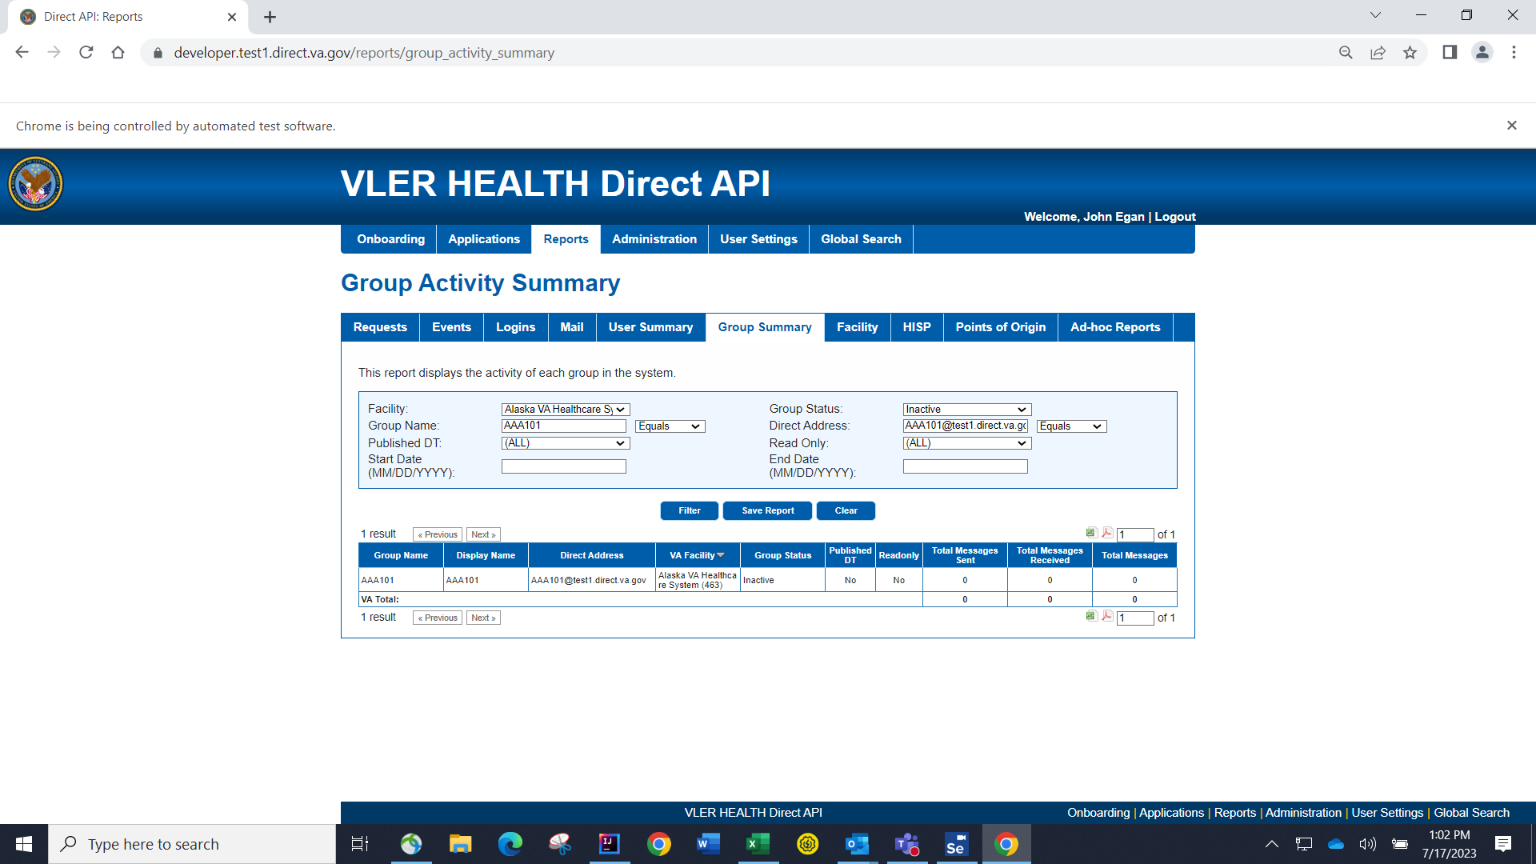 Direct API: Reports
developer.test1.direct.va.gov/reports/group_activity_summary
Chrome is being controlled by automated test software.
VLER HEALTH Direct API
Welcome, John Egan | Logout
Onboarding Applications Reports Administration User Settings Global Search
Group Activity Summary
Requests Events Logins Mail User Summary Group Summary Facility HISP Points of Origin Ad-hoc Reports
This report displays the activity of each group in the system.
Facility: Alaska VA Healthcare Sy Group Status: Inactive
Group Name: AAA101 Equals Direct Address: AAA101@test1.direct.va.go Equals
Published DT: (ALL) Read Only: (ALL)
Start Date End Date
(MM/DD/YYYY): (MM/DD/YYYY):
Filter Save Report Clear
1 result « Previous Next » 1 of 1
Group Name Display Name Direct Address VA Facility Group Status Published DT Readonly Total Messages Sent Total Messages Received Total Messages
AAA101 AAA101 AAA101@test1.direct.va.gov Alaska VA Healthca Inactive No No 0 0 0
re System (463)
VA Total: 0 0 0
1 result « Previous Next » 1 of 1
VLER HEALTH Direct API Onboarding | Applications | Reports | Administration | User Settings | Global Search
Type here to search
1:02 PM
7/17/2023